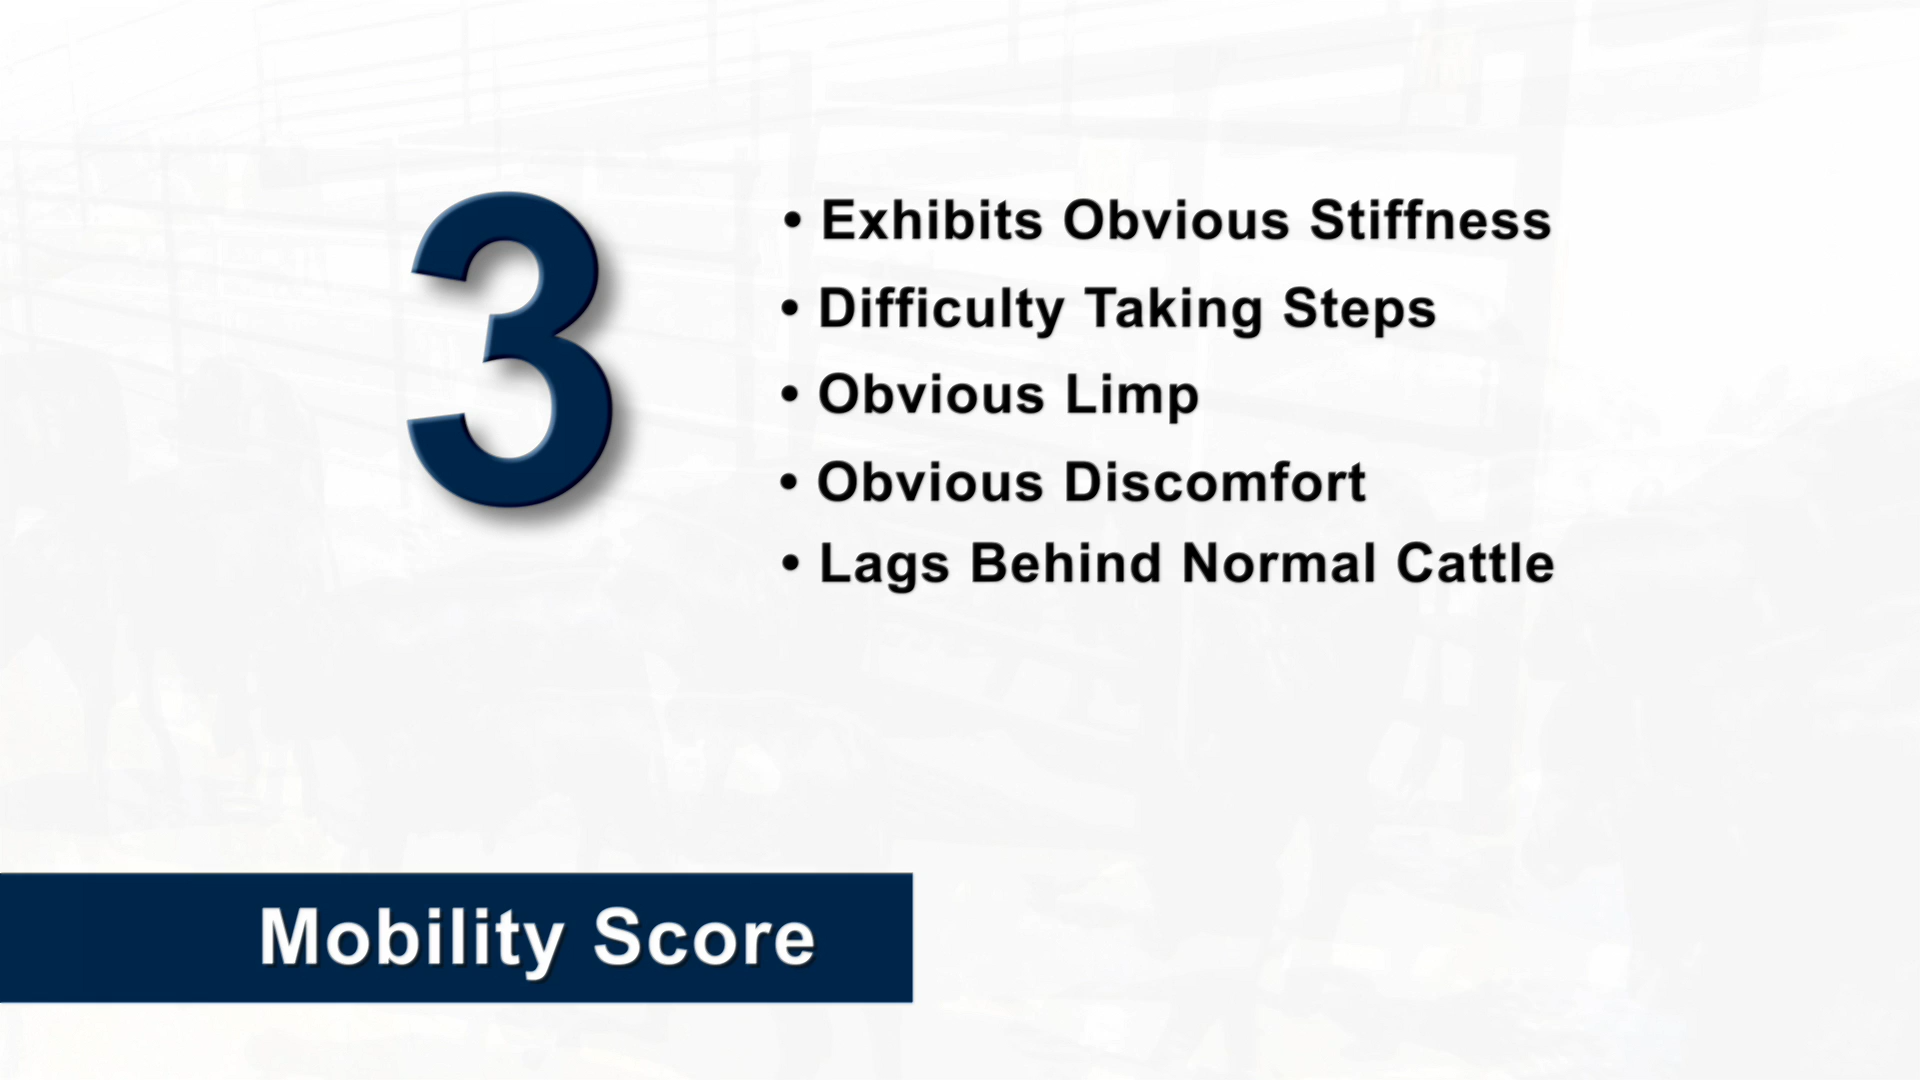 3
• Exhibits Obvious Stiffness
• Difficulty Taking Steps
• Obvious Limp
• Obvious Discomfort
• Lags Behind Normal Cattle
Mobility Score